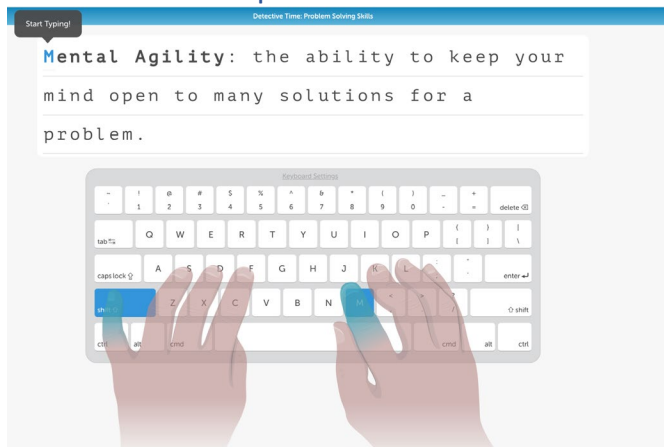 Detective Time: Problem Solving Skills
Start Typing!
Mental Agility: the ability to keep your
mind open to many solutions for a
problem.
Keyboard Settings
~ ! @ # $ % ^ & * ( ) _ +
` 1 2 3 4 5 6 7 8 9 0 - = delete
tab Q W E R T Y U I O P { } |
[ ] \
caps lock A S D F G H J K L : " enter
Z X C V B N M < > ? shift
ctrl alt cmd cmd alt ctrl